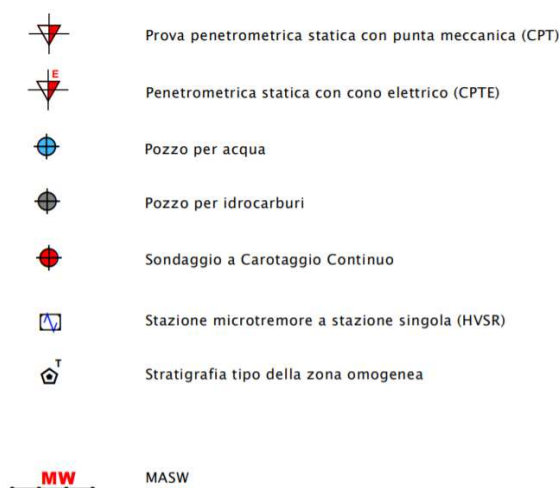 Prova penetrometrica statica con punta meccanica (CPT)
E
Penetrometrica statica con cono elettrico (CPTE)
Pozzo per acqua
Pozzo per idrocarburi
Sondaggio a Carotaggio Continuo
Stazione microtremore a stazione singola (HVSR)
T
Stratigrafia tipo della zona omogenea
MW MASW